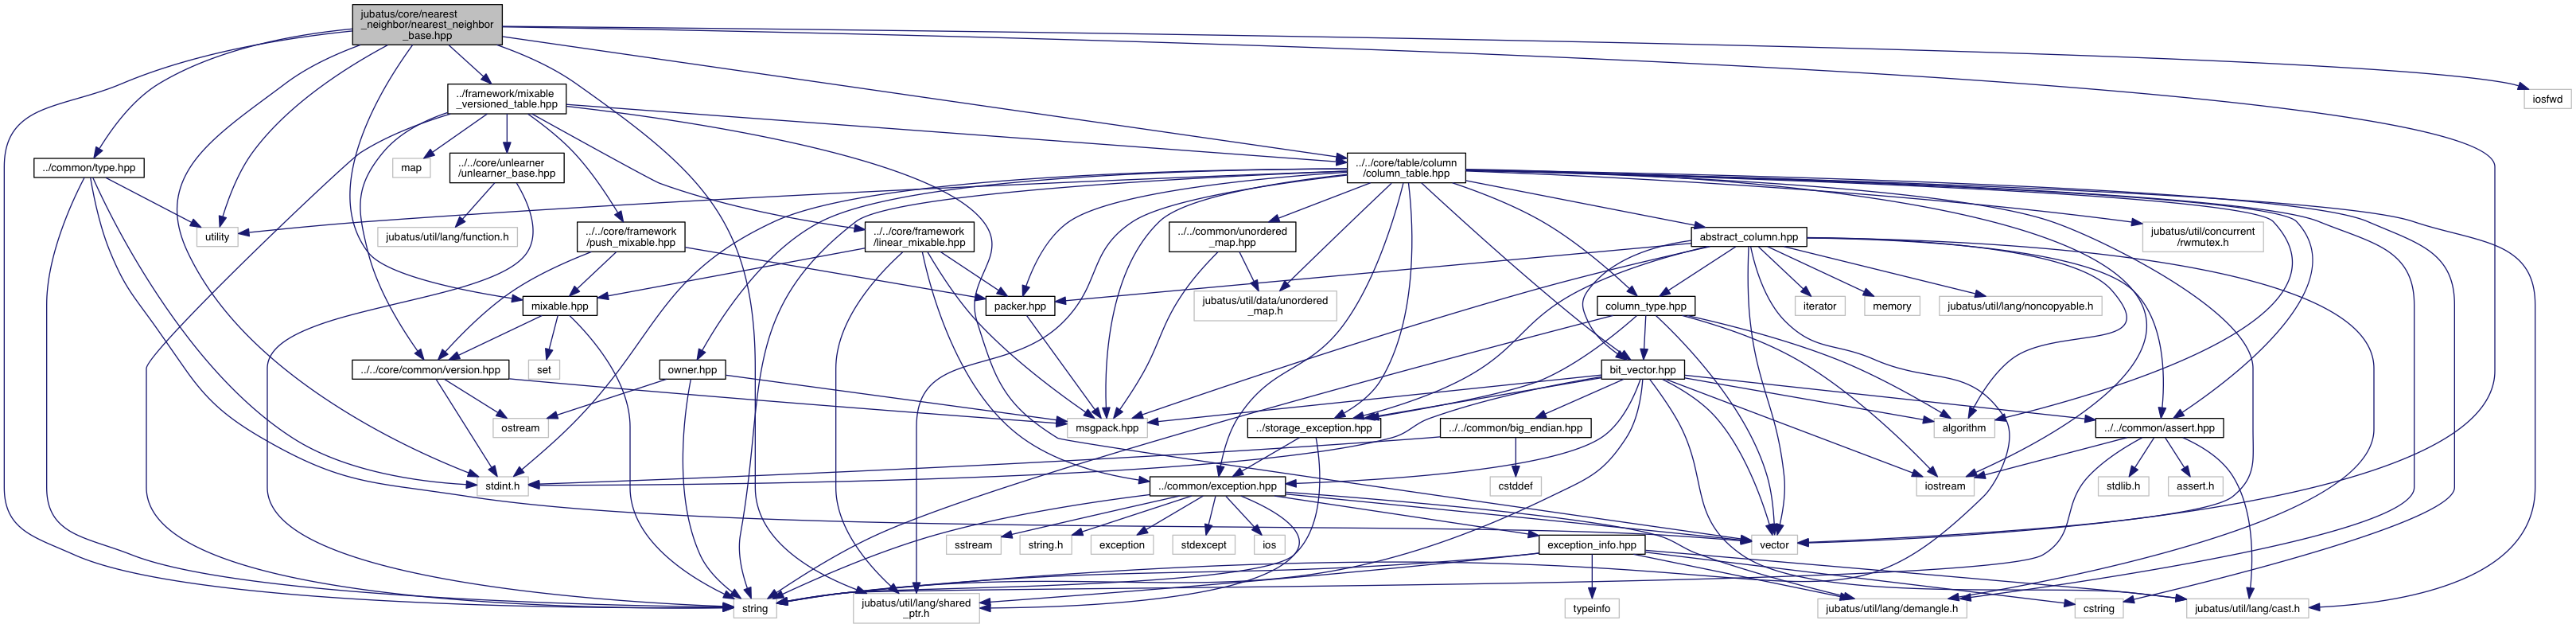 jubatus/core/nearest
_neighbor/nearest_neighbor
_base.hpp
../framework/mixable
_versioned_table.hpp
iosfwd
../common/type.hpp
map
../../core/unlearner
/unlearner_base.hpp
../../core/table/column
/column_table.hpp
utility
jubatus/util/lang/function.h
../../core/framework
/push_mixable.hpp
../../core/framework
/linear_mixable.hpp
../../common/unordered
_map.hpp
abstract_column.hpp
jubatus/util/concurrent
/rwmutex.h
mixable.hpp
packer.hpp
jubatus/util/data/unordered
_map.h
column_type.hpp
iterator
memory
jubatus/util/lang/noncopyable.h
../../core/common/version.hpp
set
owner.hpp
bit_vector.hpp
ostream
msgpack.hpp
../storage_exception.hpp
../../common/big_endian.hpp
algorithm
../../common/assert.hpp
stdint.h
../common/exception.hpp
cstddef
iostream
stdlib.h
assert.h
sstream
string.h
exception
stdexcept
ios
exception_info.hpp
vector
string
jubatus/util/lang/shared
_ptr.h
typeinfo
jubatus/util/lang/demangle.h
cstring
jubatus/util/lang/cast.h